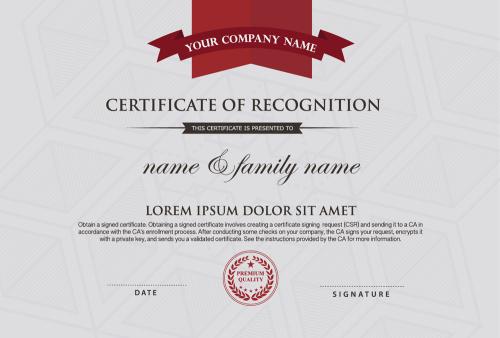 YOUR COMPANY NAME
CERTIFICATE OF RECOGNITION
THIS CERTIFICATE IS PRESENTED TO
name & family name
LOREM IPSUM DOLOR SIT AMET
Obtain a signed certificate. Obtaining a signed certificate involves creating a certificate signing request (CSR) and sending it to a CA in
accordance with the CA's enrollment process. After conducting some checks on your company, the CA signs your request, encrypts it
with a private key, and sends you a validated certificate. See the instructions provided by the CA for more information.
PREMIUM
QUALITY
DATE
SIGNATURE